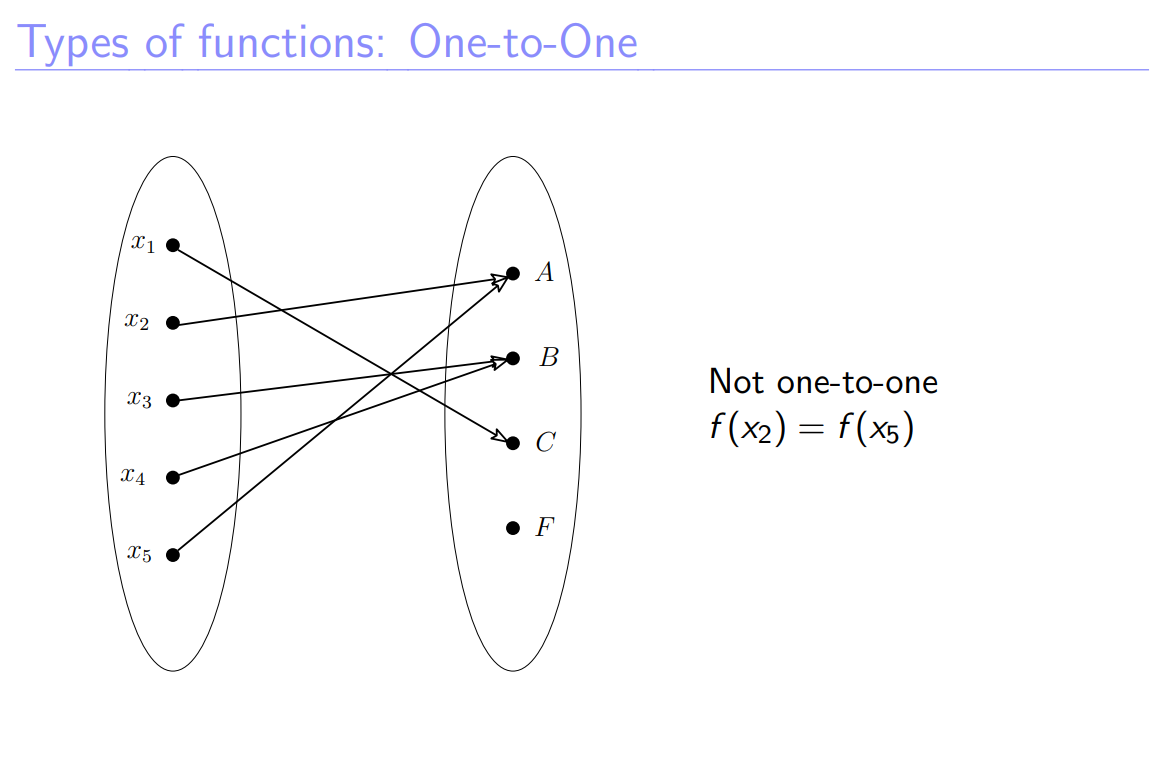 Types of functions: One-to-One
x₁
x₂
x₃
x₄
x₅
A
B
C
F
Not one-to-one
f(x₂) = f(x₅)